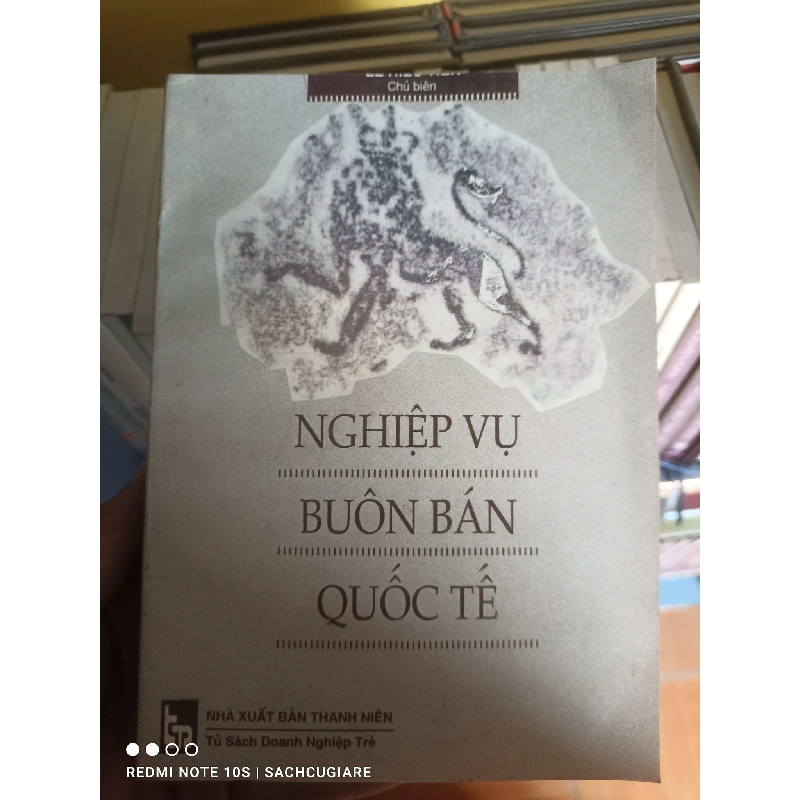 Chủ biên
NGHIỆP VỤ
BUÔN BÁN
QUỐC TẾ
NHÀ XUẤT BẢN THANH NIÊN
Tủ Sách Doanh Nghiệp Trẻ
REDMI NOTE 10S | SACHCUGIARE